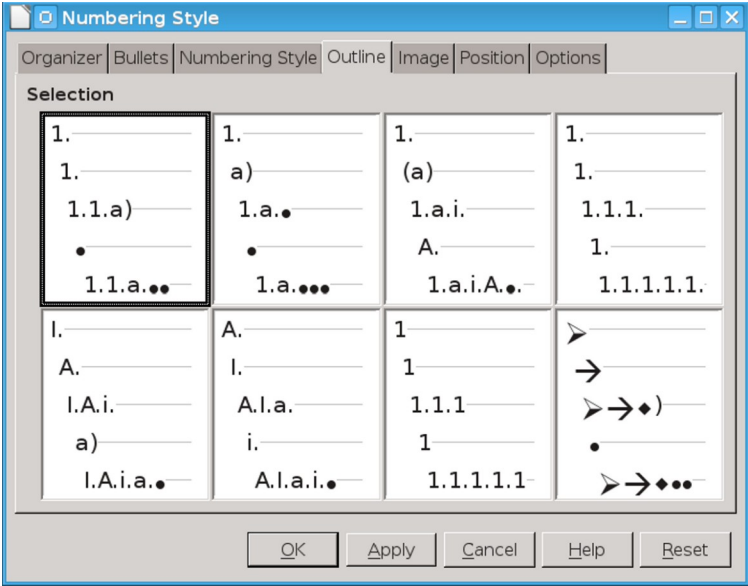 Numbering Style
Organizer Bullets Numbering Style Outline Image Position Options
Selection
1.
1.
1.1.a)
•
1.1.a.••
1.
a)
1.a.•
•
1.a.•••
1.
(a)
1.a.i.
A.
1.a.i.A.•.
1.
1.
1.1.1.
1.
1.1.1.1.1.
I.
A.
I.A.i.
a)
I.A.i.a.•
A.
I.
A.I.a.
i.
A.I.a.i.•
1
1
1.1.1
1
1.1.1.1.1
➢
→
➢→◆)
•
➢→◆••
OK Apply Cancel Help Reset